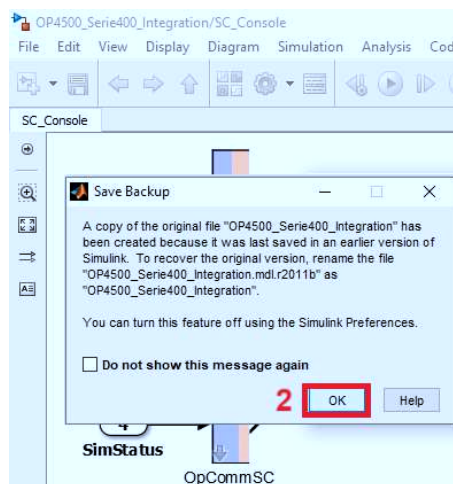 OP4500_Serie400_Integration/SC_Console
File Edit View Display Diagram Simulation Analysis Cod
SC_Console
Save Backup
A copy of the original file "OP4500_Serie400_Integration" has
been created because it was last saved in an earlier version of
Simulink. To recover the original version, rename the file
"OP4500_Serie400_Integration.mdl.r2011b" as
"OP4500_Serie400_Integration".
You can turn this feature off using the Simulink Preferences.
Do not show this message again
2 OK Help
SimStatus
OpCommSC